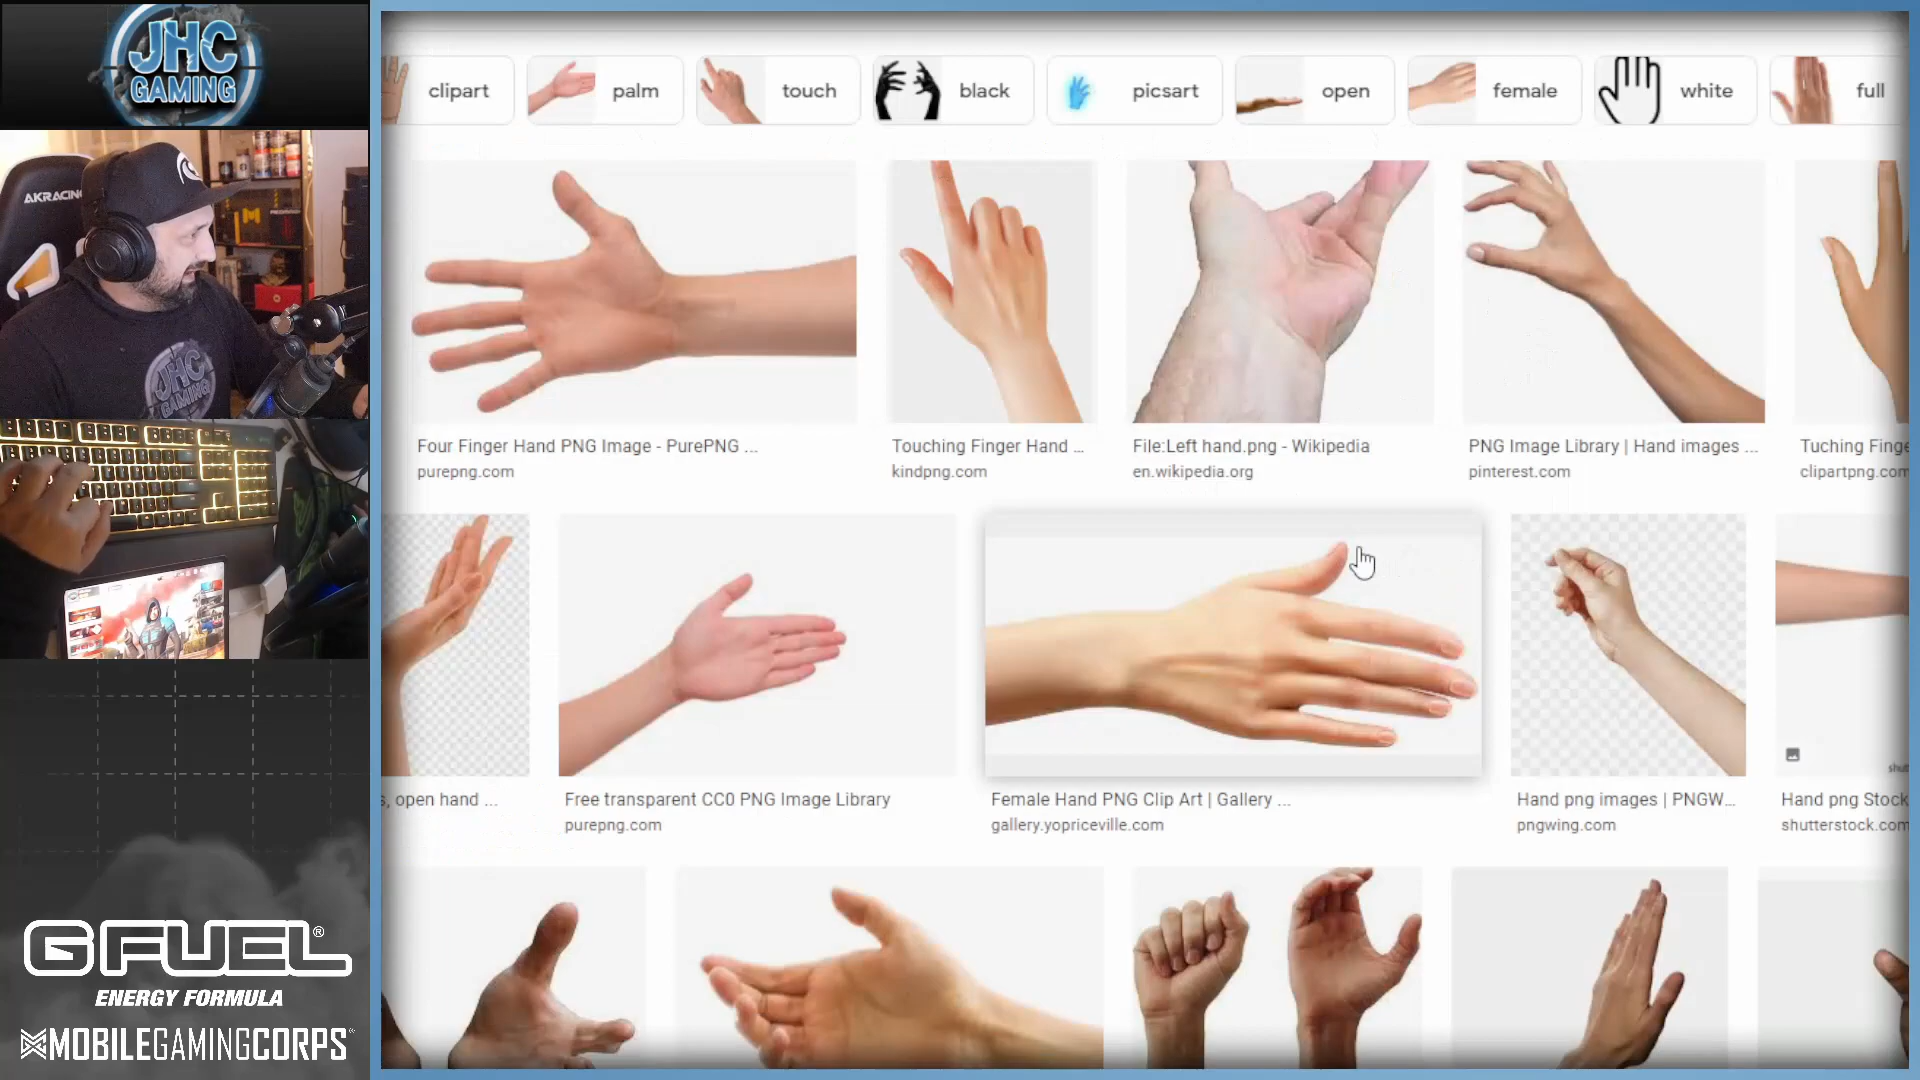 JHC
GAMING
AKRACING
JHC
GAMING
GFUEL®
ENERGY FORMULA
MOBILEGAMINGCORPS
clipart
palm
touch
black
picsart
open
female
white
full
Four Finger Hand PNG Image - PurePNG ...
purepng.com
Touching Finger Hand ...
kindpng.com
File:Left hand.png - Wikipedia
en.wikipedia.org
PNG Image Library | Hand images ...
pinterest.com
Tuching Finge
clipartpng.com
s, open hand ...
Free transparent CC0 PNG Image Library
purepng.com
Female Hand PNG Clip Art | Gallery ...
gallery.yopriceville.com
Hand png images | PNGW...
pngwing.com
shut
Hand png Stock
shutterstock.com